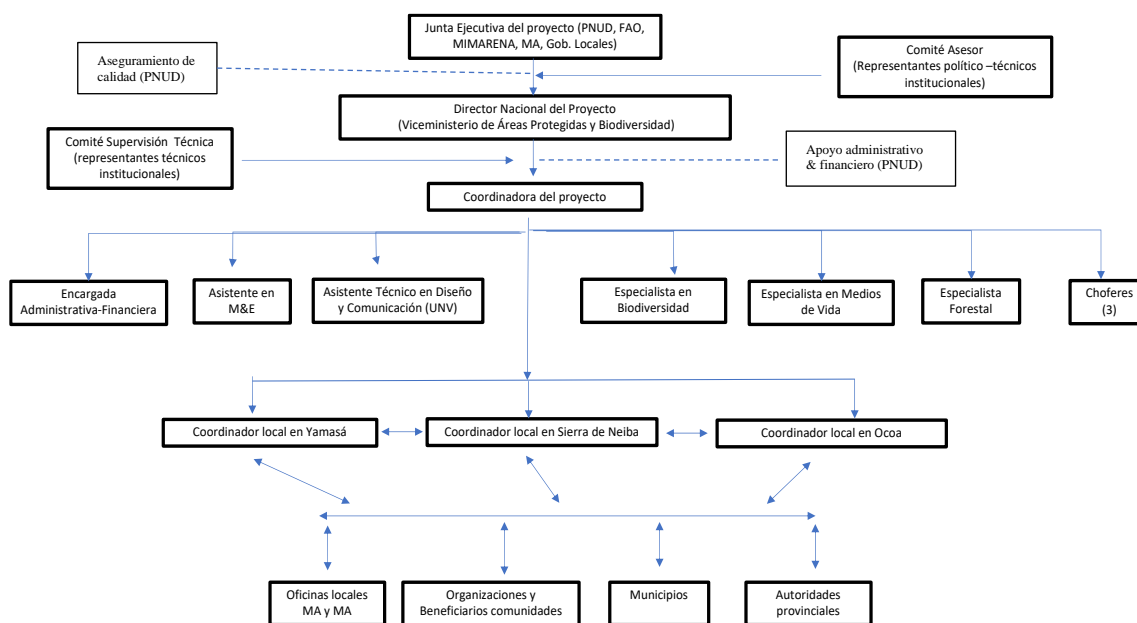 Junta Ejecutiva del proyecto (PNUD, FAO,
MIMARENA, MA, Gob. Locales)
Aseguramiento de
calidad (PNUD)
Comité Asesor
(Representantes político –técnicos
institucionales)
Director Nacional del Proyecto
(Viceministerio de Áreas Protegidas y Biodiversidad)
Comité Supervisión Técnica
(representantes técnicos
institucionales)
Apoyo administrativo
& financiero (PNUD)
Coordinadora del proyecto
Encargada
Administrativa-Financiera
Asistente en
M&E
Asistente Técnico en Diseño
y Comunicación (UNV)
Especialista en
Biodiversidad
Especialista en Medios
de Vida
Especialista
Forestal
Choferes
(3)
Coordinador local en Yamasá
Coordinador local en Sierra de Neiba
Coordinador local en Ocoa
Oficinas locales
MA y MA
Organizaciones y
Beneficiarios comunidades
Municipios
Autoridades
provinciales